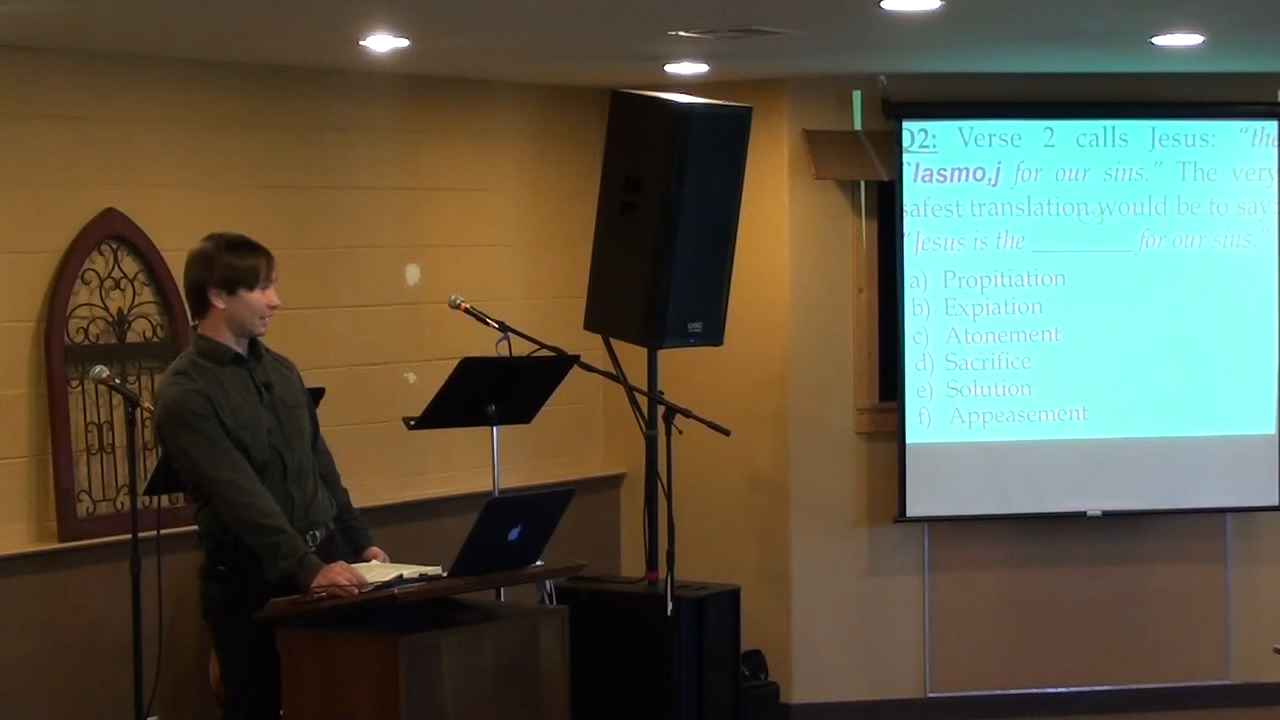 Q2: Verse 2 calls Jesus: "the
`lasmo,j for our sins." The very
safest translation would be to say
"Jesus is the ________ for our sins."
a) Propitiation
b) Expiation
c) Atonement
d) Sacrifice
e) Solution
f) Appeasement